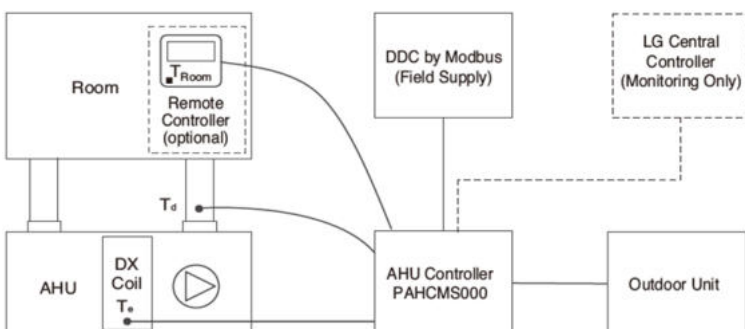 Room
T Room
Remote
Controller
(optional)
DDC by Modbus
(Field Supply)
LG Central
Controller
(Monitoring Only)
Td
AHU
DX
Coil
Te
AHU Controller
PAHCMS000
Outdoor Unit